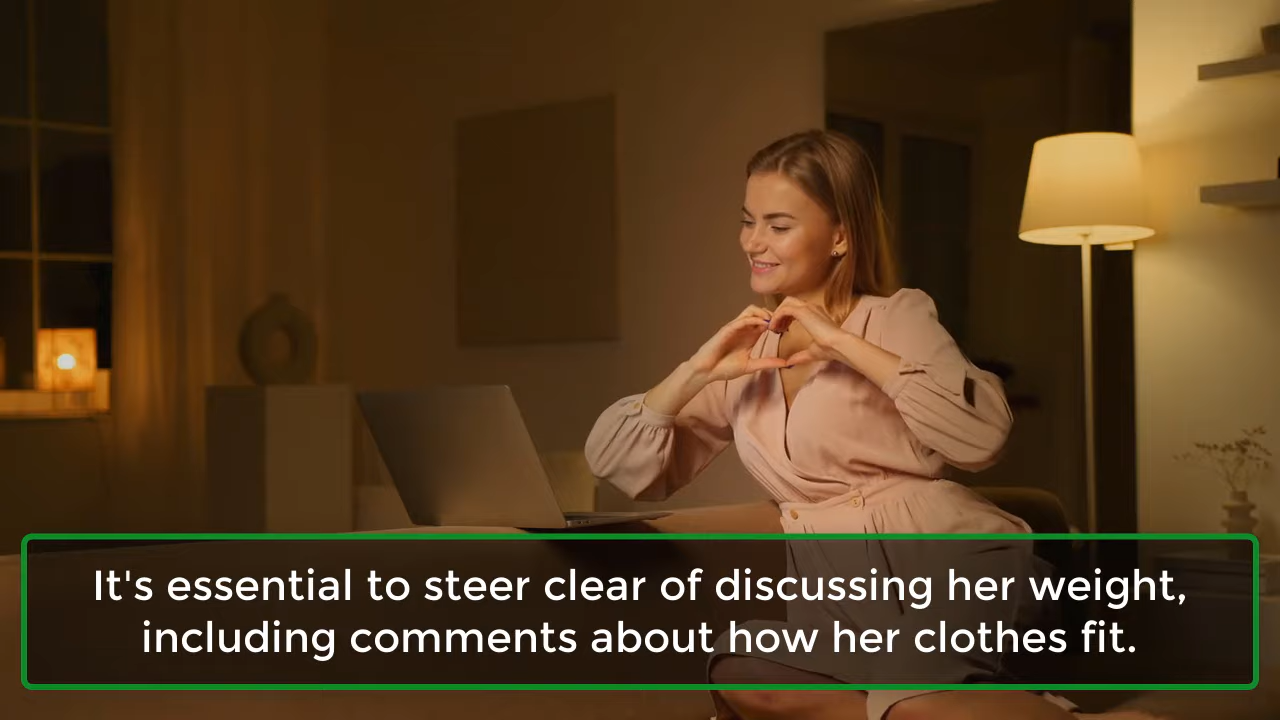 It's essential to steer clear of discussing her weight,
including comments about how her clothes fit.